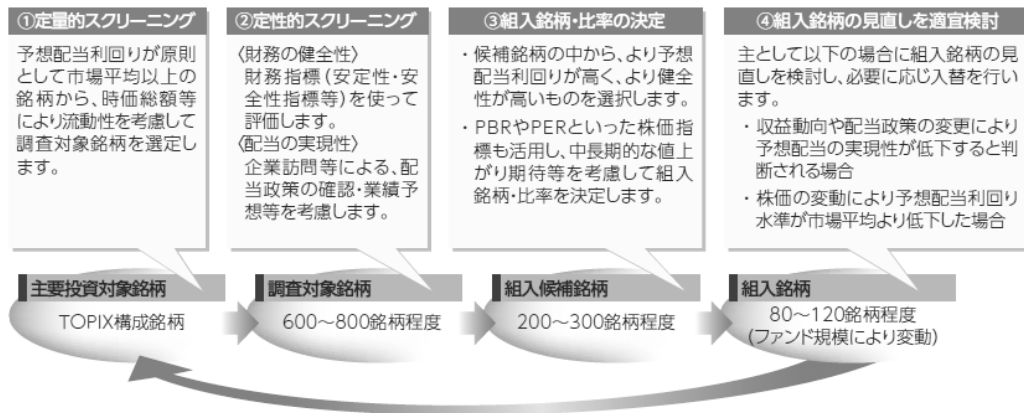 ①定量的スクリーニング
予想配当利回りが原則
として市場平均以上の
銘柄から、時価総額等
により流動性を考慮して
調査対象銘柄を選定し
ます。
②定性的スクリーニング
〈財務の健全性〉
財務指標(安定性・安
全性指標等)を使って
評価します。
〈配当の実現性〉
企業訪問等による、配
当政策の確認・業績予
想等を考慮します。
③組入銘柄・比率の決定
・候補銘柄の中から、より予想
配当利回りが高く、より健全
性が高いものを選択します。
・PBRやPERといった株価指
標も活用し、中長期的な値上
がり期待等を考慮して組入
銘柄・比率を決定します。
④組入銘柄の見直しを適宜検討
主として以下の場合に組入銘柄の見
直しを検討し、必要に応じ入替を行い
ます。
・収益動向や配当政策の変更により
予想配当の実現性が低下すると判
断される場合
・株価の変動により予想配当利回り
水準が市場平均より低下した場合
主要投資対象銘柄
TOPIX構成銘柄
調査対象銘柄
600～800銘柄程度
組入候補銘柄
200～300銘柄程度
組入銘柄
80～120銘柄程度
(ファンド規模により変動)